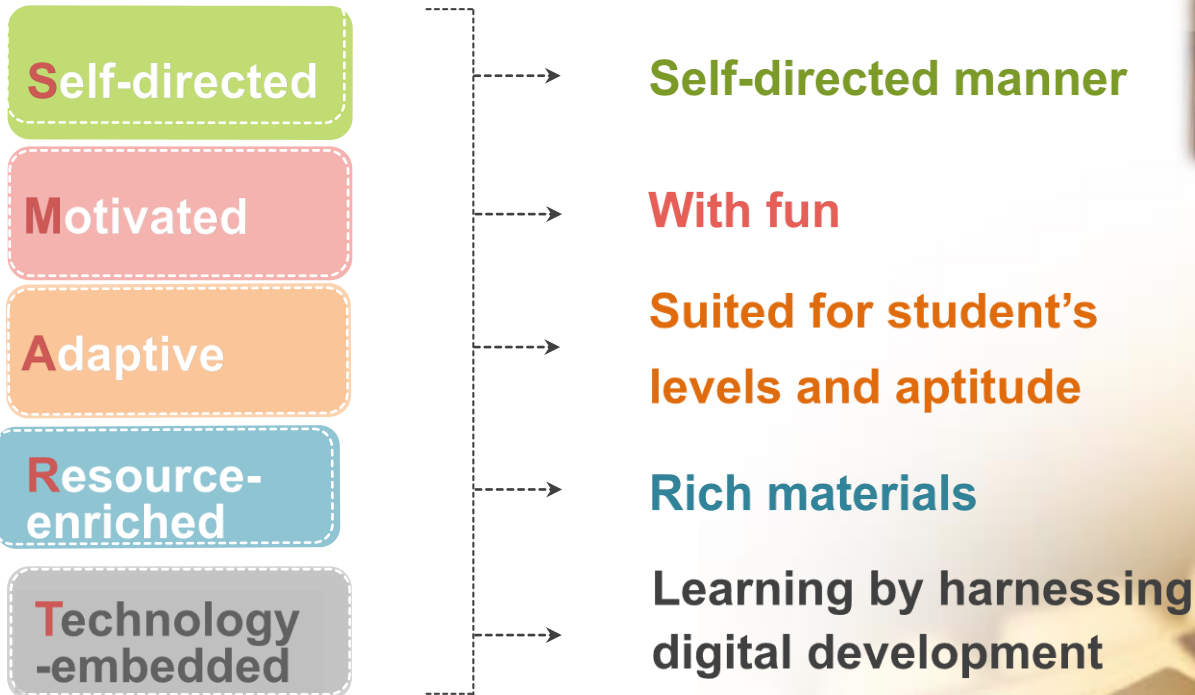 Self-directed
Self-directed manner
Motivated
With fun
Adaptive
Suited for student’s
levels and aptitude
Resource-
enriched
Rich materials
Technology
-embedded
Learning by harnessing
digital development